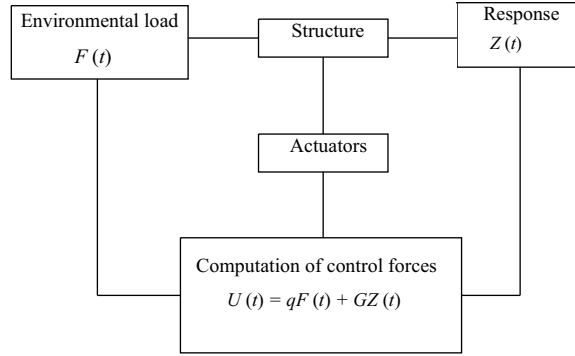 Environmental load
F (t)
Structure
Response
Z (t)
Actuators
Computation of control forces
U (t) = qF (t) + GZ (t)